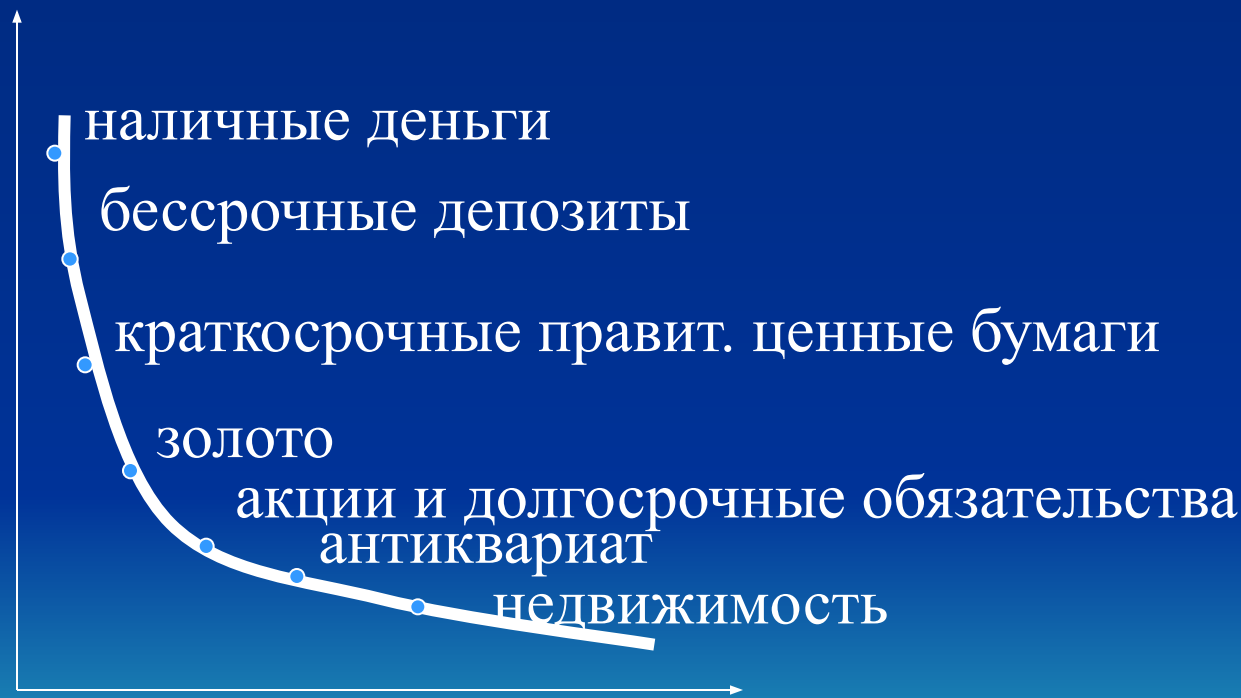 наличные деньги
бессрочные депозиты
краткосрочные правит. ценные бумаги
золото
акции и долгосрочные обязательства
антиквариат
недвижимость